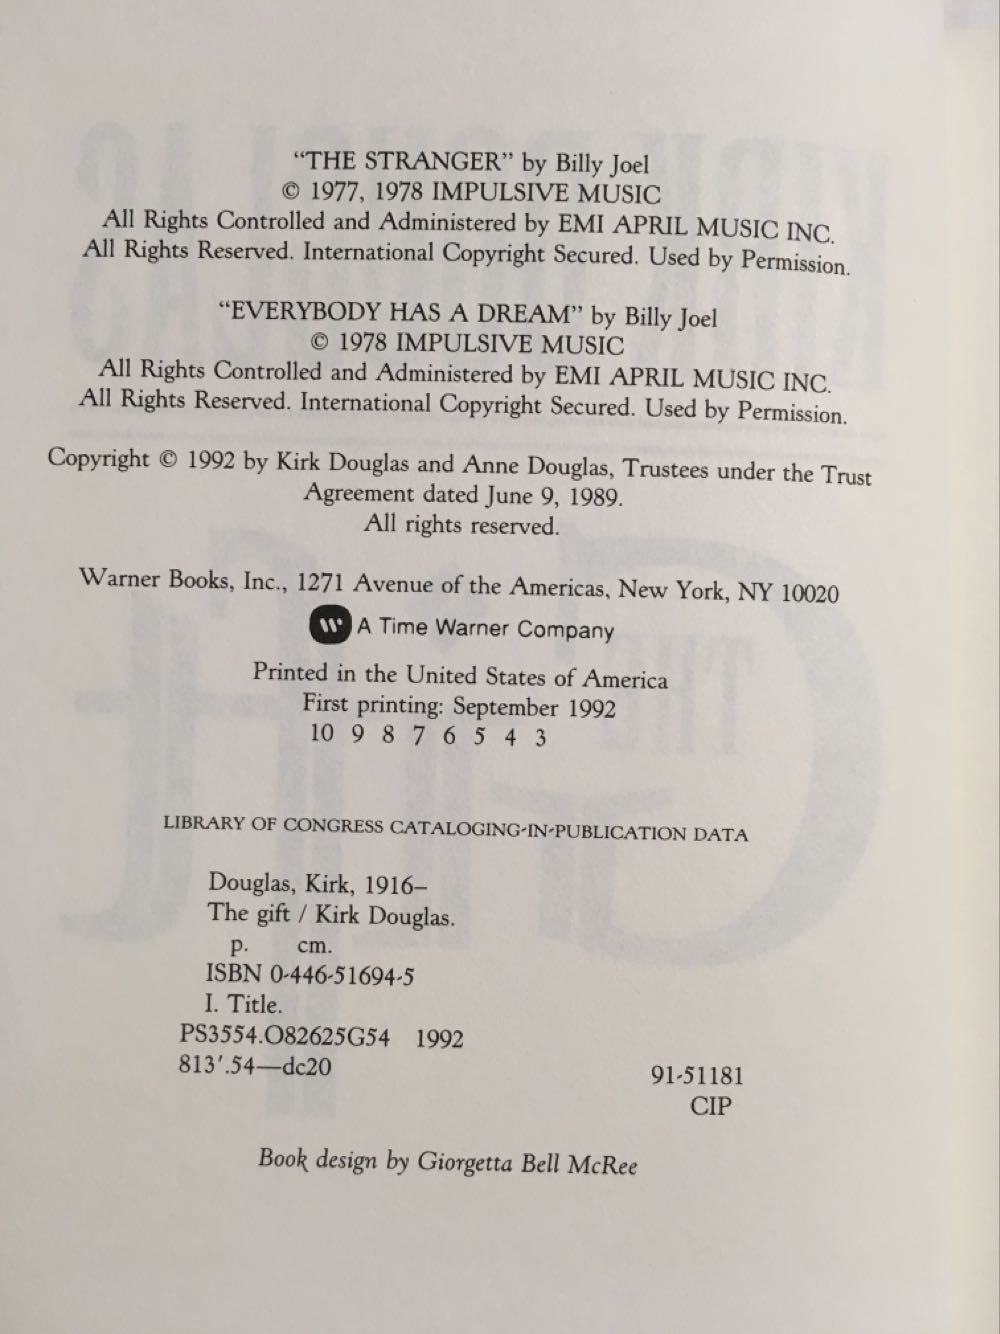 “THE STRANGER” by Billy Joel
© 1977, 1978 IMPULSIVE MUSIC
All Rights Controlled and Administered by EMI APRIL MUSIC INC.
All Rights Reserved. International Copyright Secured. Used by Permission.
“EVERYBODY HAS A DREAM” by Billy Joel
© 1978 IMPULSIVE MUSIC
All Rights Controlled and Administered by EMI APRIL MUSIC INC.
All Rights Reserved. International Copyright Secured. Used by Permission.
Copyright © 1992 by Kirk Douglas and Anne Douglas, Trustees under the Trust
Agreement dated June 9, 1989.
All rights reserved.
Warner Books, Inc., 1271 Avenue of the Americas, New York, NY 10020
W A Time Warner Company
Printed in the United States of America
First printing: September 1992
10 9 8 7 6 5 4 3
LIBRARY OF CONGRESS CATALOGING-IN-PUBLICATION DATA
Douglas, Kirk, 1916–
The gift / Kirk Douglas.
p. cm.
ISBN 0-446-51694-5
I. Title.
PS3554.O82625G54 1992
813′.54—dc20
91-51181
CIP
Book design by Giorgetta Bell McRee